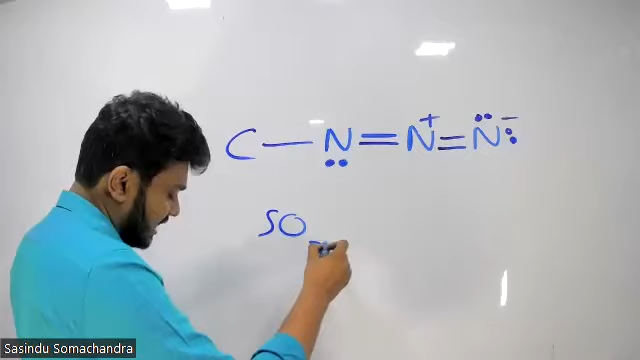 C — N̤ = N⁺ = N̈:⁻
SO
Sasindu Somachandra